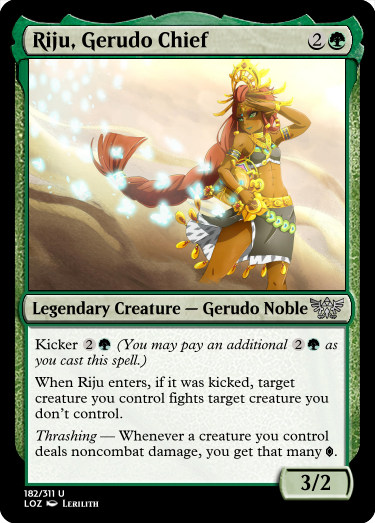 Riju, Gerudo Chief 2
Legendary Creature — Gerudo Noble
Kicker 2 (You may pay an additional 2 as
you cast this spell.)
When Riju enters, if it was kicked, target
creature you control fights target creature you
don't control.
Thrashing — Whenever a creature you control
deals noncombat damage, you get that many .
3/2
182/311 U
LOZ Lerilith